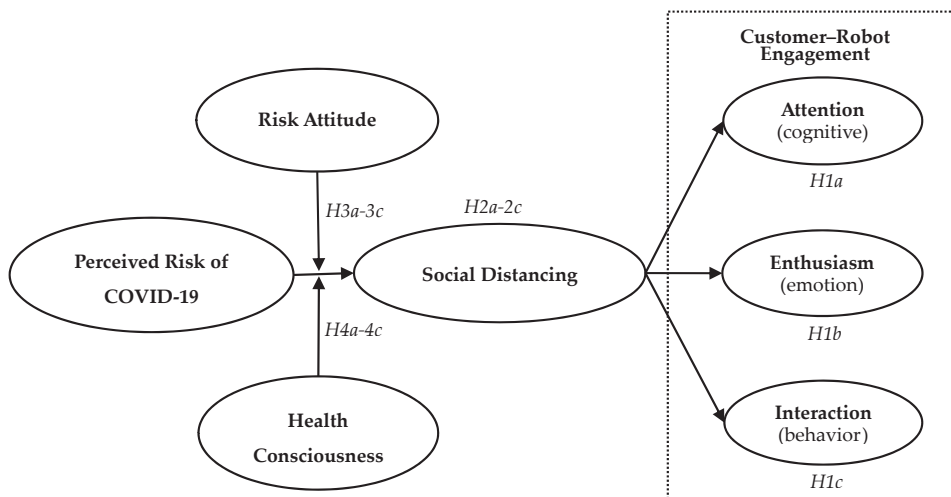 Customer–Robot
Engagement
Risk Attitude
Attention
(cognitive)
H1a
H3a-3c
H2a-2c
Perceived Risk of
COVID-19
Social Distancing
Enthusiasm
(emotion)
H1b
H4a-4c
Health
Consciousness
Interaction
(behavior)
H1c